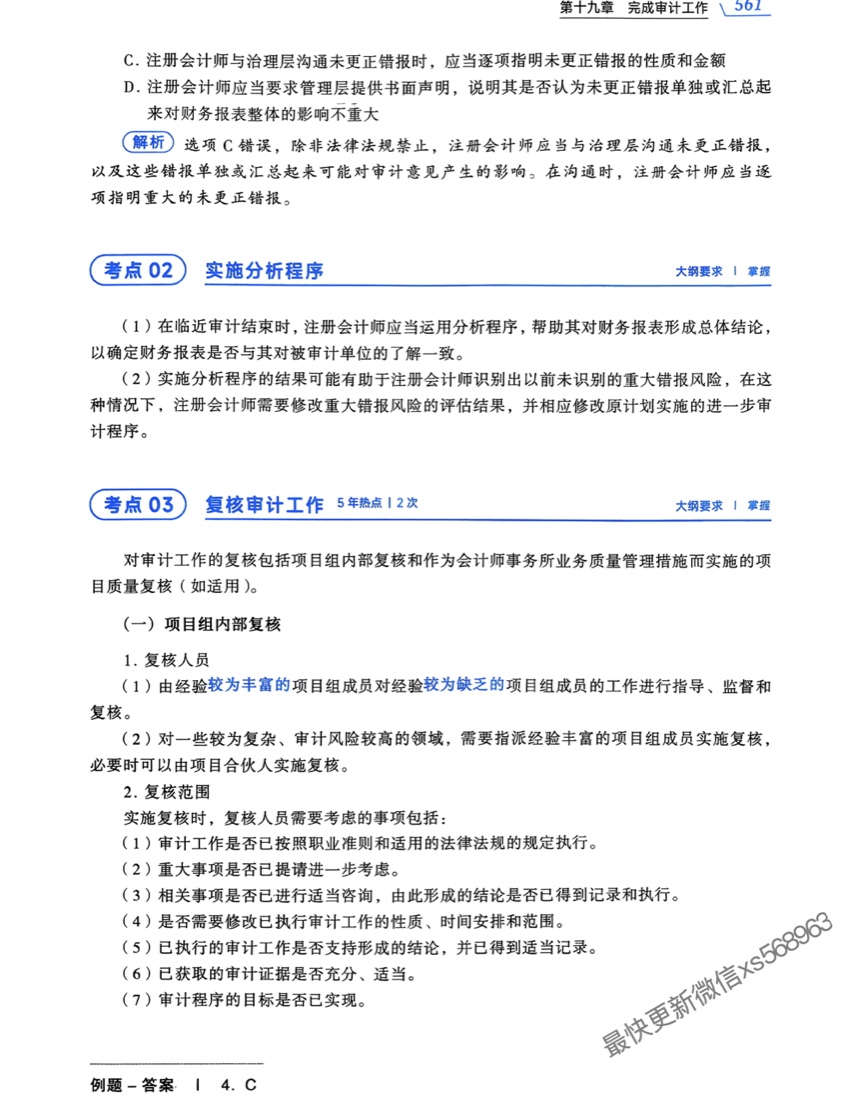 第十九章 完成审计工作 561
C. 注册会计师与治理层沟通未更正错报时，应当逐项指明未更正错报的性质和金额
D. 注册会计师应当要求管理层提供书面声明，说明其是否认为未更正错报单独或汇总起
来对财务报表整体的影响不重大
解析 选项 C 错误，除非法律法规禁止，注册会计师应当与治理层沟通未更正错报，
以及这些错报单独或汇总起来可能对审计意见产生的影响。在沟通时，注册会计师应当逐
项指明重大的未更正错报。
考点 02 实施分析程序 大纲要求 | 掌握
（1）在临近审计结束时，注册会计师应当运用分析程序，帮助其对财务报表形成总体结论，
以确定财务报表是否与其对被审计单位的了解一致。
（2）实施分析程序的结果可能有助于注册会计师识别出以前未识别的重大错报风险，在这
种情况下，注册会计师需要修改重大错报风险的评估结果，并相应修改原计划实施的进一步审
计程序。
考点 03 复核审计工作 5 年热点 | 2 次 大纲要求 | 掌握
对审计工作的复核包括项目组内部复核和作为会计师事务所业务质量管理措施而实施的项
目质量复核（如适用）。
（一）项目组内部复核
1. 复核人员
（1）由经验较为丰富的项目组成员对经验较为缺乏的项目组成员的工作进行指导、监督和
复核。
（2）对一些较为复杂、审计风险较高的领域，需要指派经验丰富的项目组成员实施复核，
必要时可以由项目合伙人实施复核。
2. 复核范围
实施复核时，复核人员需要考虑的事项包括：
（1）审计工作是否已按照职业准则和适用的法律法规的规定执行。
（2）重大事项是否已提请进一步考虑。
（3）相关事项是否已进行适当咨询，由此形成的结论是否已得到记录和执行。
（4）是否需要修改已执行审计工作的性质、时间安排和范围。
（5）已执行的审计工作是否支持形成的结论，并已得到适当记录。
（6）已获取的审计证据是否充分、适当。
（7）审计程序的目标是否已实现。
最快更新微信xs568963
例题 – 答案 | 4. C